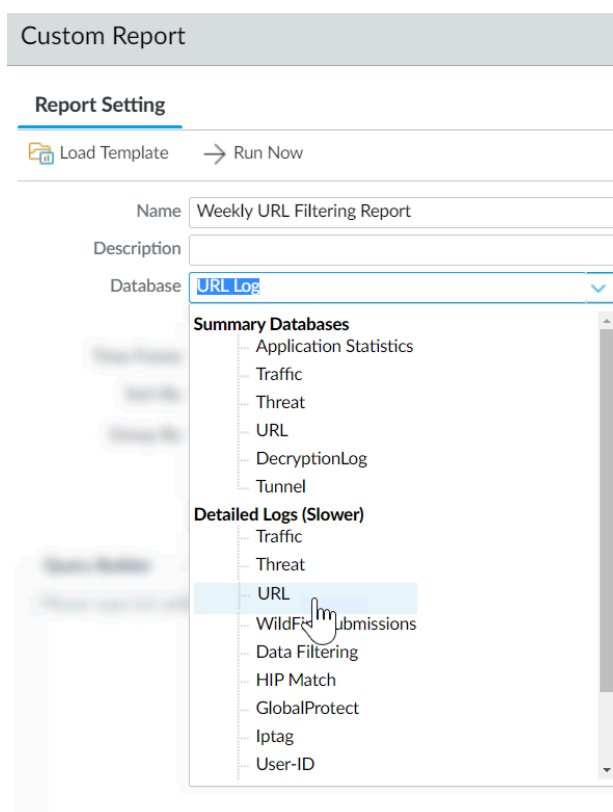 Custom Report
Report Setting
Load Template
Run Now
Name Weekly URL Filtering Report
Description
Database URL Log
Summary Databases
Application Statistics
Traffic
Threat
URL
DecryptionLog
Tunnel
Detailed Logs (Slower)
Traffic
Threat
URL
Submissions
Data Filtering
HIP Match
GlobalProtect
Iptag
User-ID